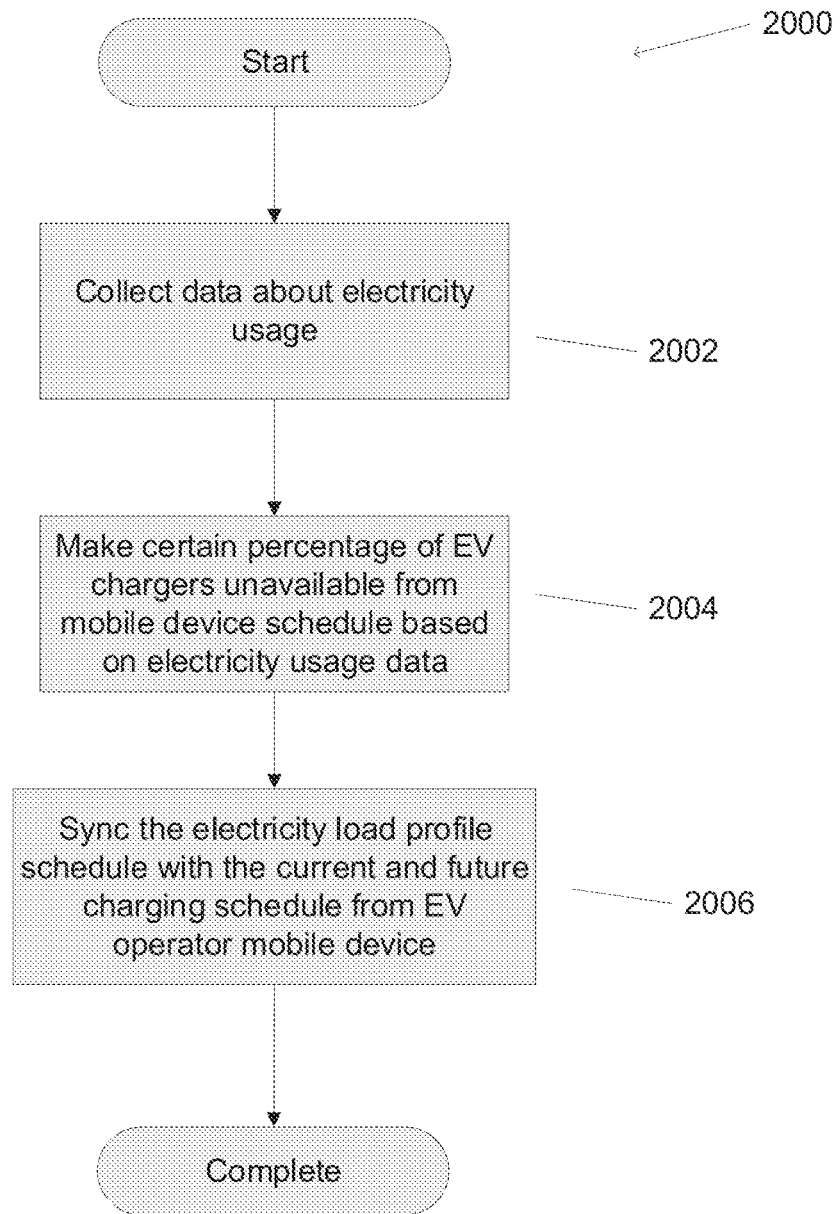 2000
Start
Collect data about electricity
usage
2002
Make certain percentage of EV
chargers unavailable from
mobile device schedule based
on electricity usage data
2004
Sync the electricity load profile
schedule with the current and future
charging schedule from EV
operator mobile device
2006
Complete